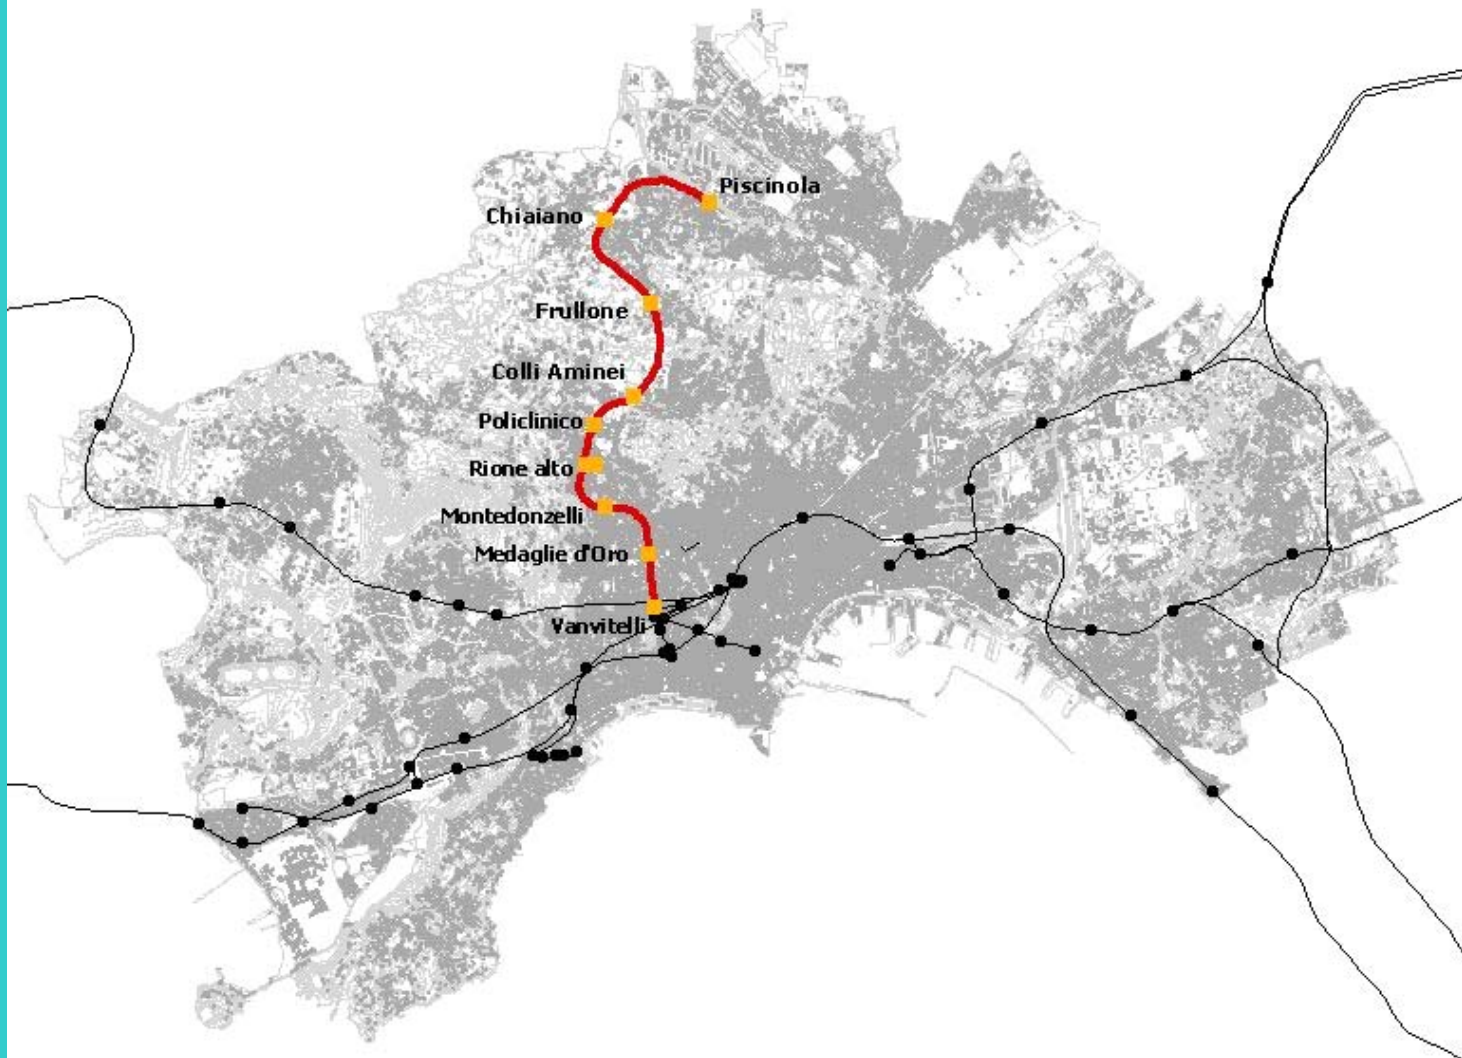 Piscinola
Chiaiano
Frullone
Colli Aminei
Policlinico
Rione alto
Montedonzelli
Medaglie d'Oro
Vanvitelli